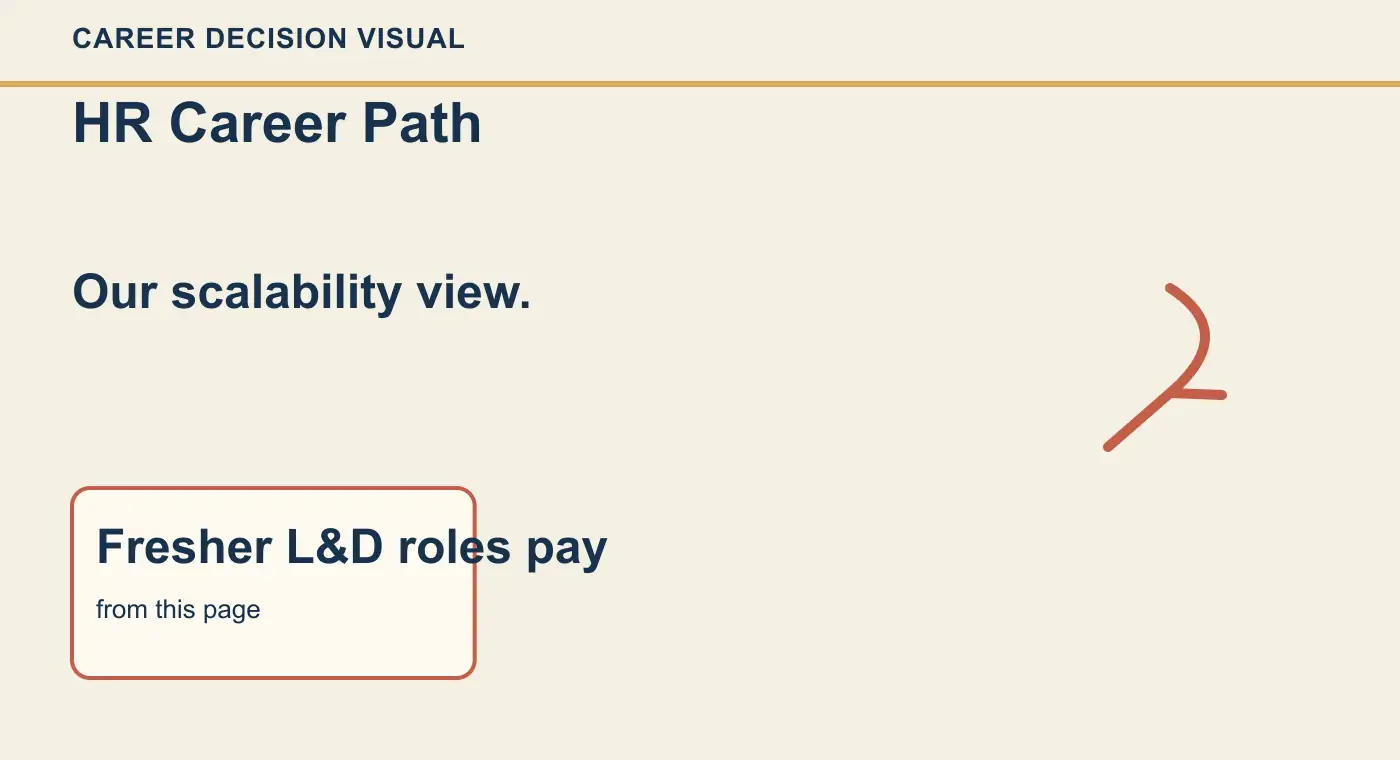 CAREER DECISION VISUAL
HR Career Path
Our scalability view.
Fresher L&D roles pay
from this page